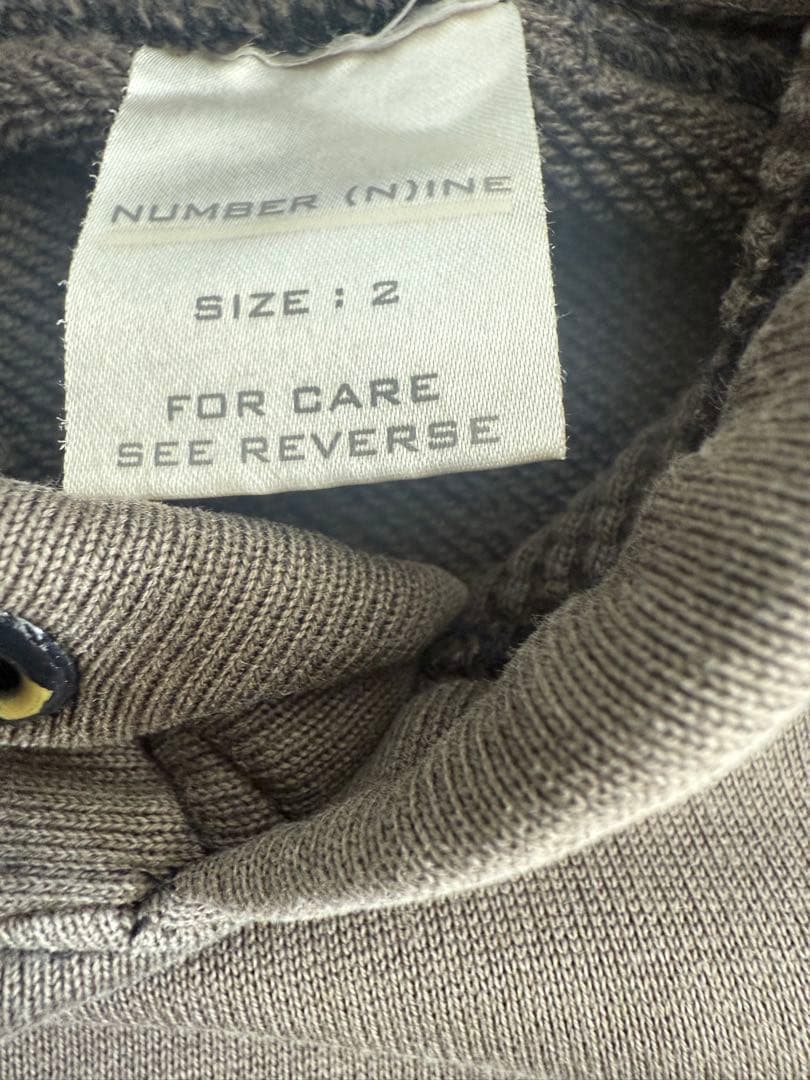 NUMBER (N)INE
SIZE : 2
FOR CARE
SEE REVERSE